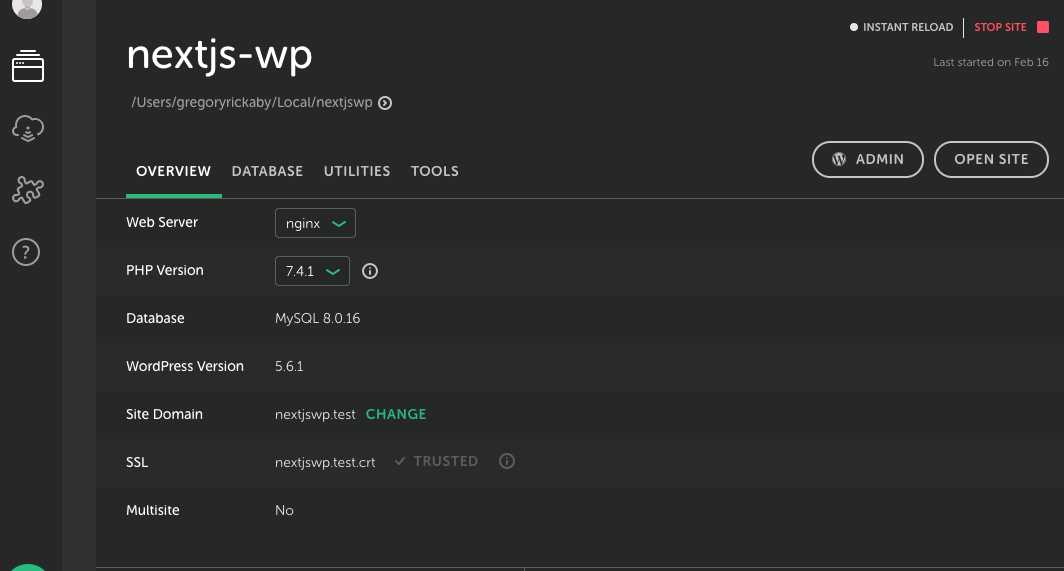 INSTANT RELOAD STOP SITE
nextjs-wp
Last started on Feb 16
/Users/gregoryrickaby/Local/nextjswp
ADMIN OPEN SITE
OVERVIEW DATABASE UTILITIES TOOLS
Web Server nginx
PHP Version 7.4.1
Database MySQL 8.0.16
WordPress Version 5.6.1
Site Domain nextjswp.test CHANGE
SSL nextjswp.test.crt TRUSTED
Multisite No